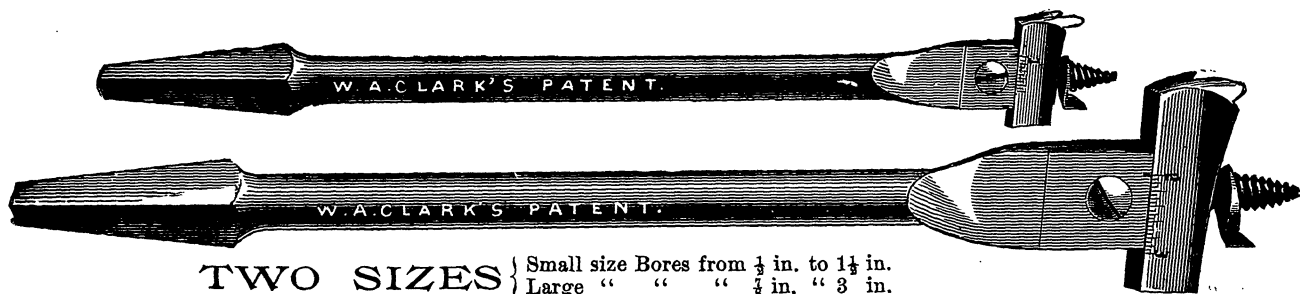 W.A.CLARK'S PATENT.
W.A.CLARK'S PATENT.
TWO SIZES { Small size Bores from ½ in. to 1½ in.
Large “ “ “ ⅞ in. “ 3 in.